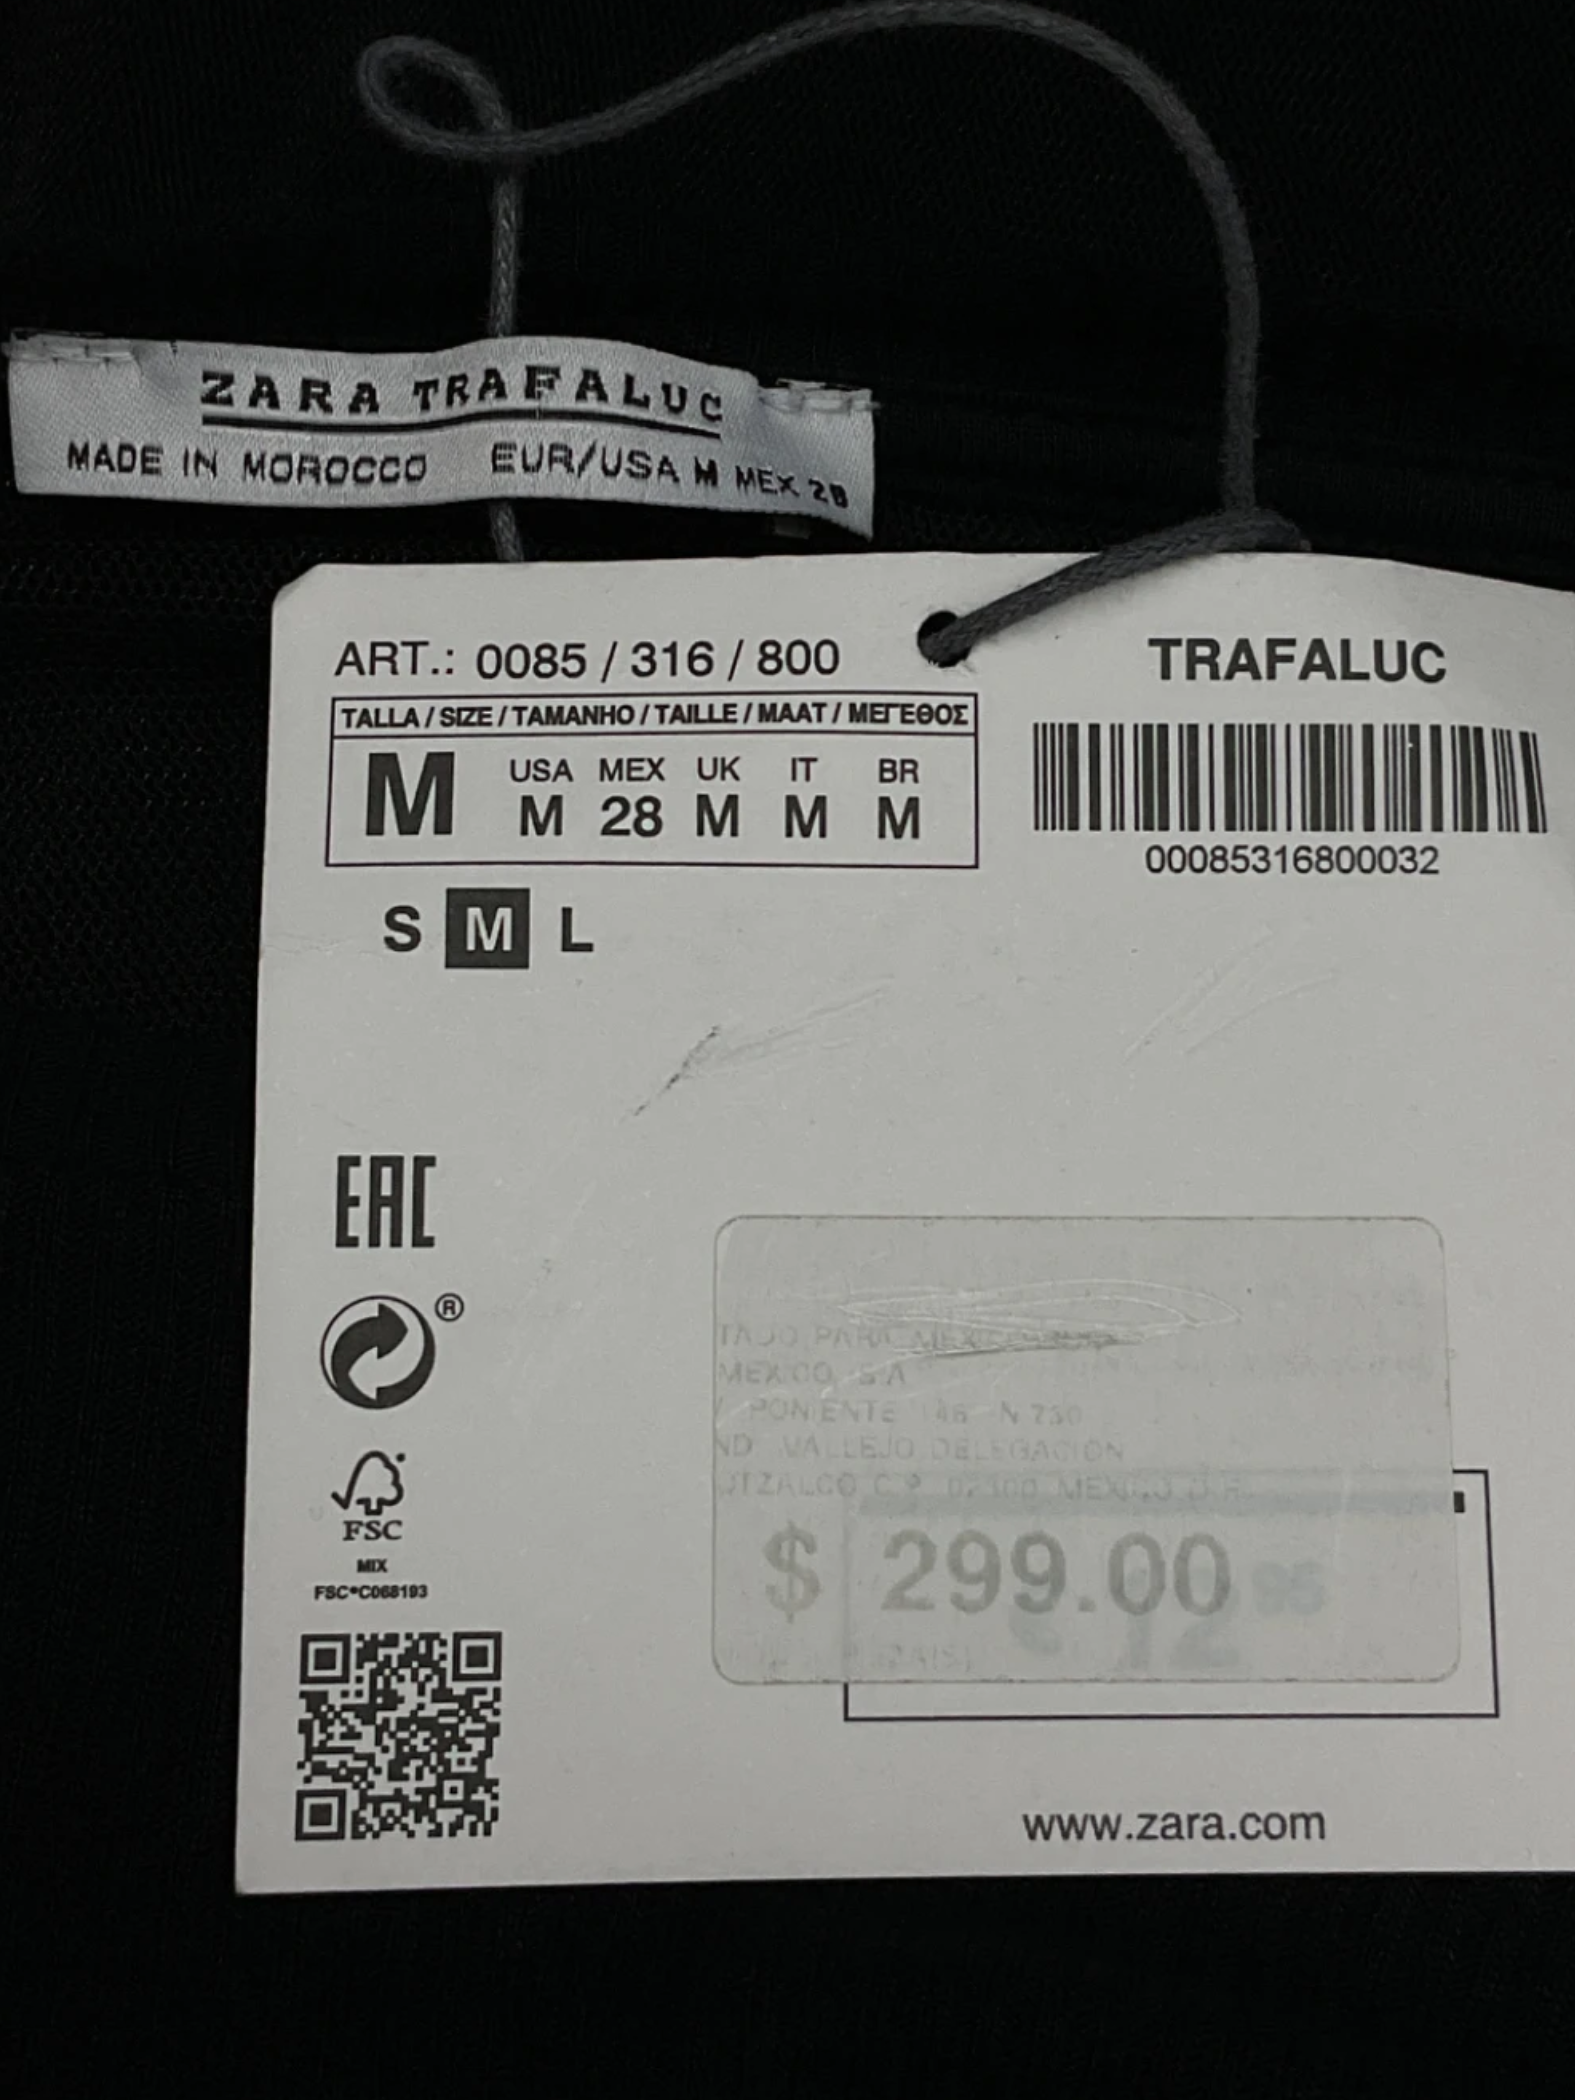 ZARA TRAFALUC
MADE IN MOROCCO EUR/USA M MEX 28
ART.: 0085 / 316 / 800
TRAFALUC
TALLA / SIZE / TAMANHO / TAILLE / MAAT / ΜΕΓΕΘΟΣ
M
USA MEX UK IT BR
M 28 M M M
00085316800032
S M L
EAC
®
FSC
MIX
FSC®C068193
PARA
MEXICO S A
PONIENTE 146 N 730
VALLEJO DELEGACION
MEXICO D F
$ 299.00
www.zara.com